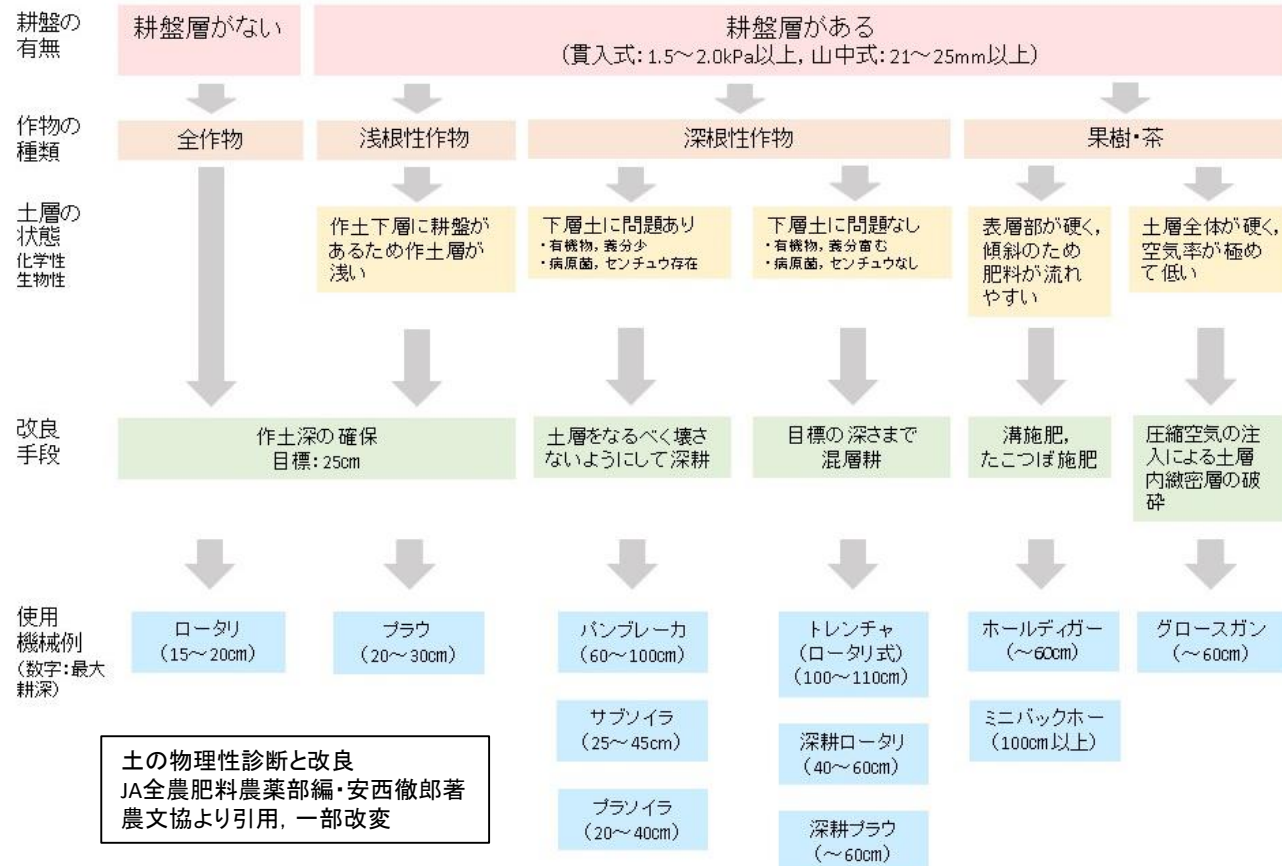 耕盤の
有無
耕盤層がない
耕盤層がある
（貫入式：1.5～2.0kPa以上，山中式：21～25mm以上）
作物の
種類
全作物
浅根性作物
深根性作物
果樹・茶
土層の
状態
化学性
生物性
作土下層に耕盤が
あるため作土層が
浅い
下層土に問題あり
・有機物，養分少
・病原菌，センチュウ存在
下層土に問題なし
・有機物，養分富む
・病原菌，センチュウなし
表層部が硬く，
傾斜のため
肥料が流れ
やすい
土層全体が硬く，
空気率が極め
て低い
改良
手段
作土深の確保
目標：25cm
土層をなるべく壊さ
ないようにして深耕
目標の深さまで
混層耕
溝施肥，
たこつぼ施肥
圧縮空気の注
入による土層
内緻密層の破
砕
使用
機械例
（数字：最大
耕深）
ロータリ
（15～20cm）
プラウ
（20～30cm）
パンブレーカ
（60～100cm）
トレンチャ
（ロータリ式）
（100～110cm）
ホールディガー
（～60cm）
グロースガン
（～60cm）
サブソイラ
（25～45cm）
深耕ロータリ
（40～60cm）
ミニバックホー
（100cm以上）
プラソイラ
（20～40cm）
深耕プラウ
（～60cm）
土の物理性診断と改良
JA全農肥料農薬部編・安西徹郎著
農文協より引用，一部改変